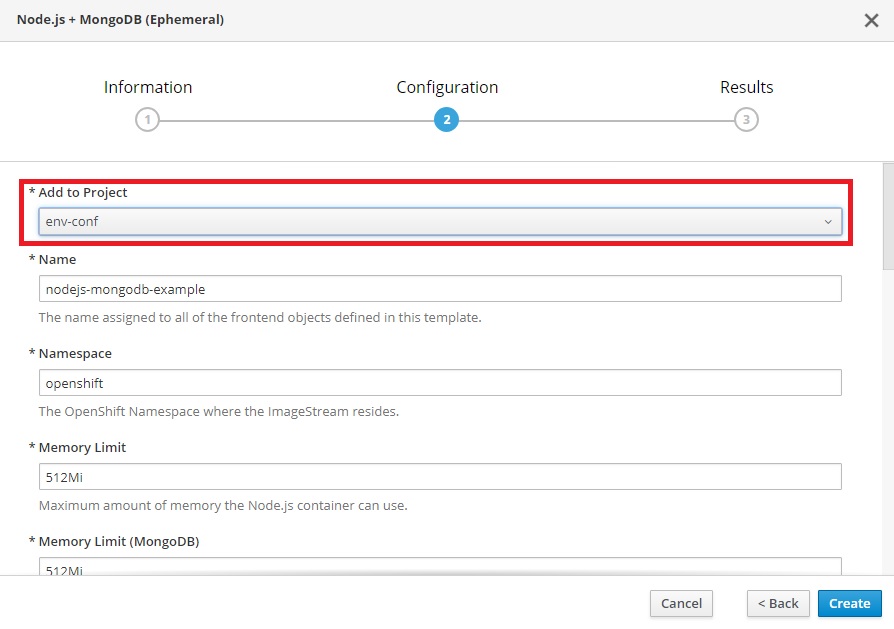 Node.js + MongoDB (Ephemeral)
Information
Configuration
Results
1
2
3
* Add to Project
env-conf
* Name
nodejs-mongodb-example
The name assigned to all of the frontend objects defined in this template.
* Namespace
openshift
The OpenShift Namespace where the ImageStream resides.
* Memory Limit
512Mi
Maximum amount of memory the Node.js container can use.
* Memory Limit (MongoDB)
512Mi
Cancel
< Back
Create